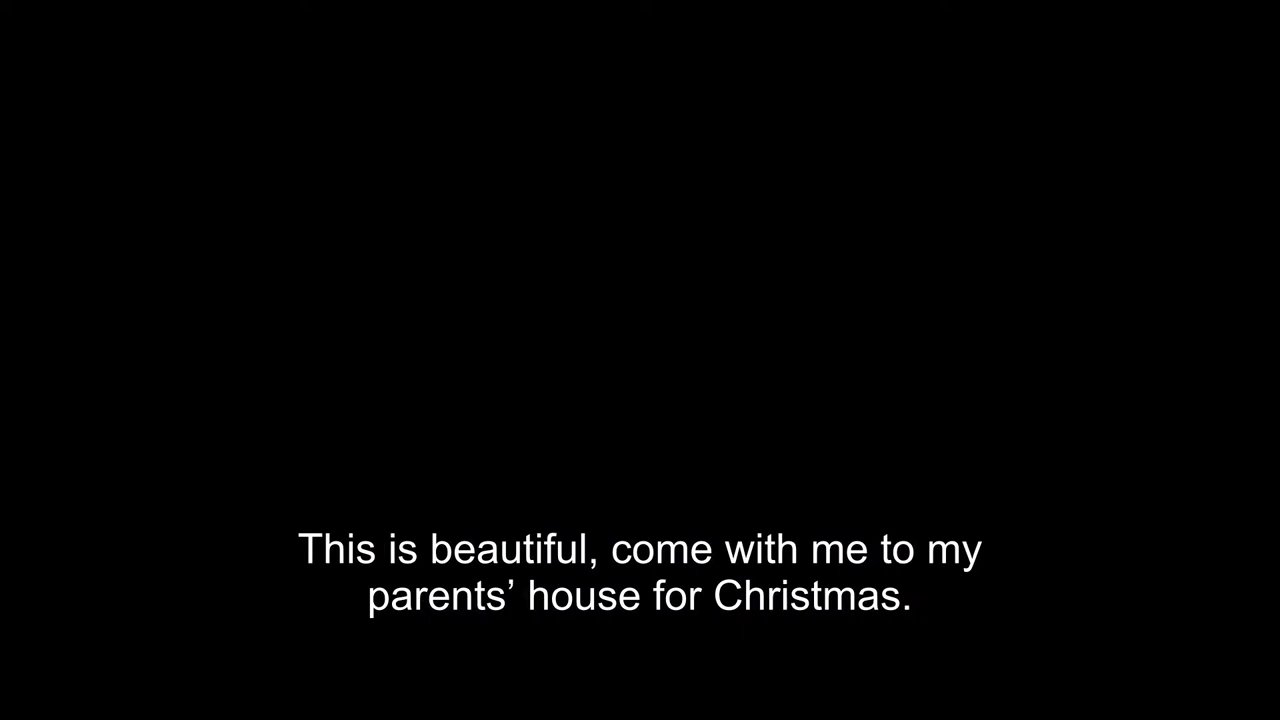 This is beautiful, come with me to my
parents’ house for Christmas.